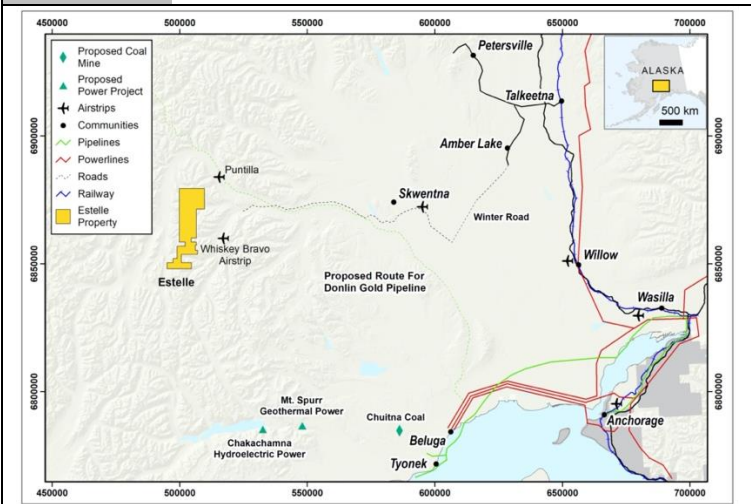 450000 500000 550000 600000 650000 700000
Proposed Coal
Mine
Proposed
Power Project
Airstrips
Communities
Pipelines
Powerlines
Roads
Railway
Estelle
Property
ALASKA
500 km
Petersville
Talkeetna
6900000 6900000
Amber Lake
Puntilla
Skwentna
Winter Road
Whiskey Bravo
Airstrip
Estelle
6850000 6850000
Willow
Proposed Route For
Donlin Gold Pipeline
Wasilla
6800000 6800000
Mt. Spurr
Geothermal Power
Chuitna Coal
Chakachamna
Hydroelectric Power
Beluga
Anchorage
Tyonek
450000 500000 550000 600000 650000 700000